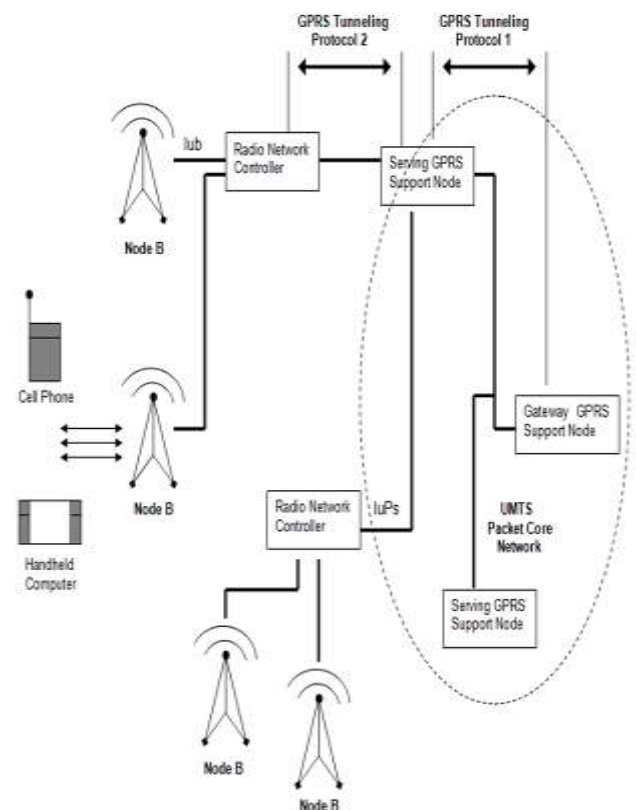 GPRS Tunneling
Protocol 2
GPRS Tunneling
Protocol 1
Iub
Radio Network
Controller
Serving GPRS
Support Node
Node B
Cell Phone
Gateway GPRS
Support Node
Node B
Radio Network
Controller
IuPs
UMTS
Packet Core
Network
Handheld
Computer
Serving GPRS
Support Node
Node B
Node B